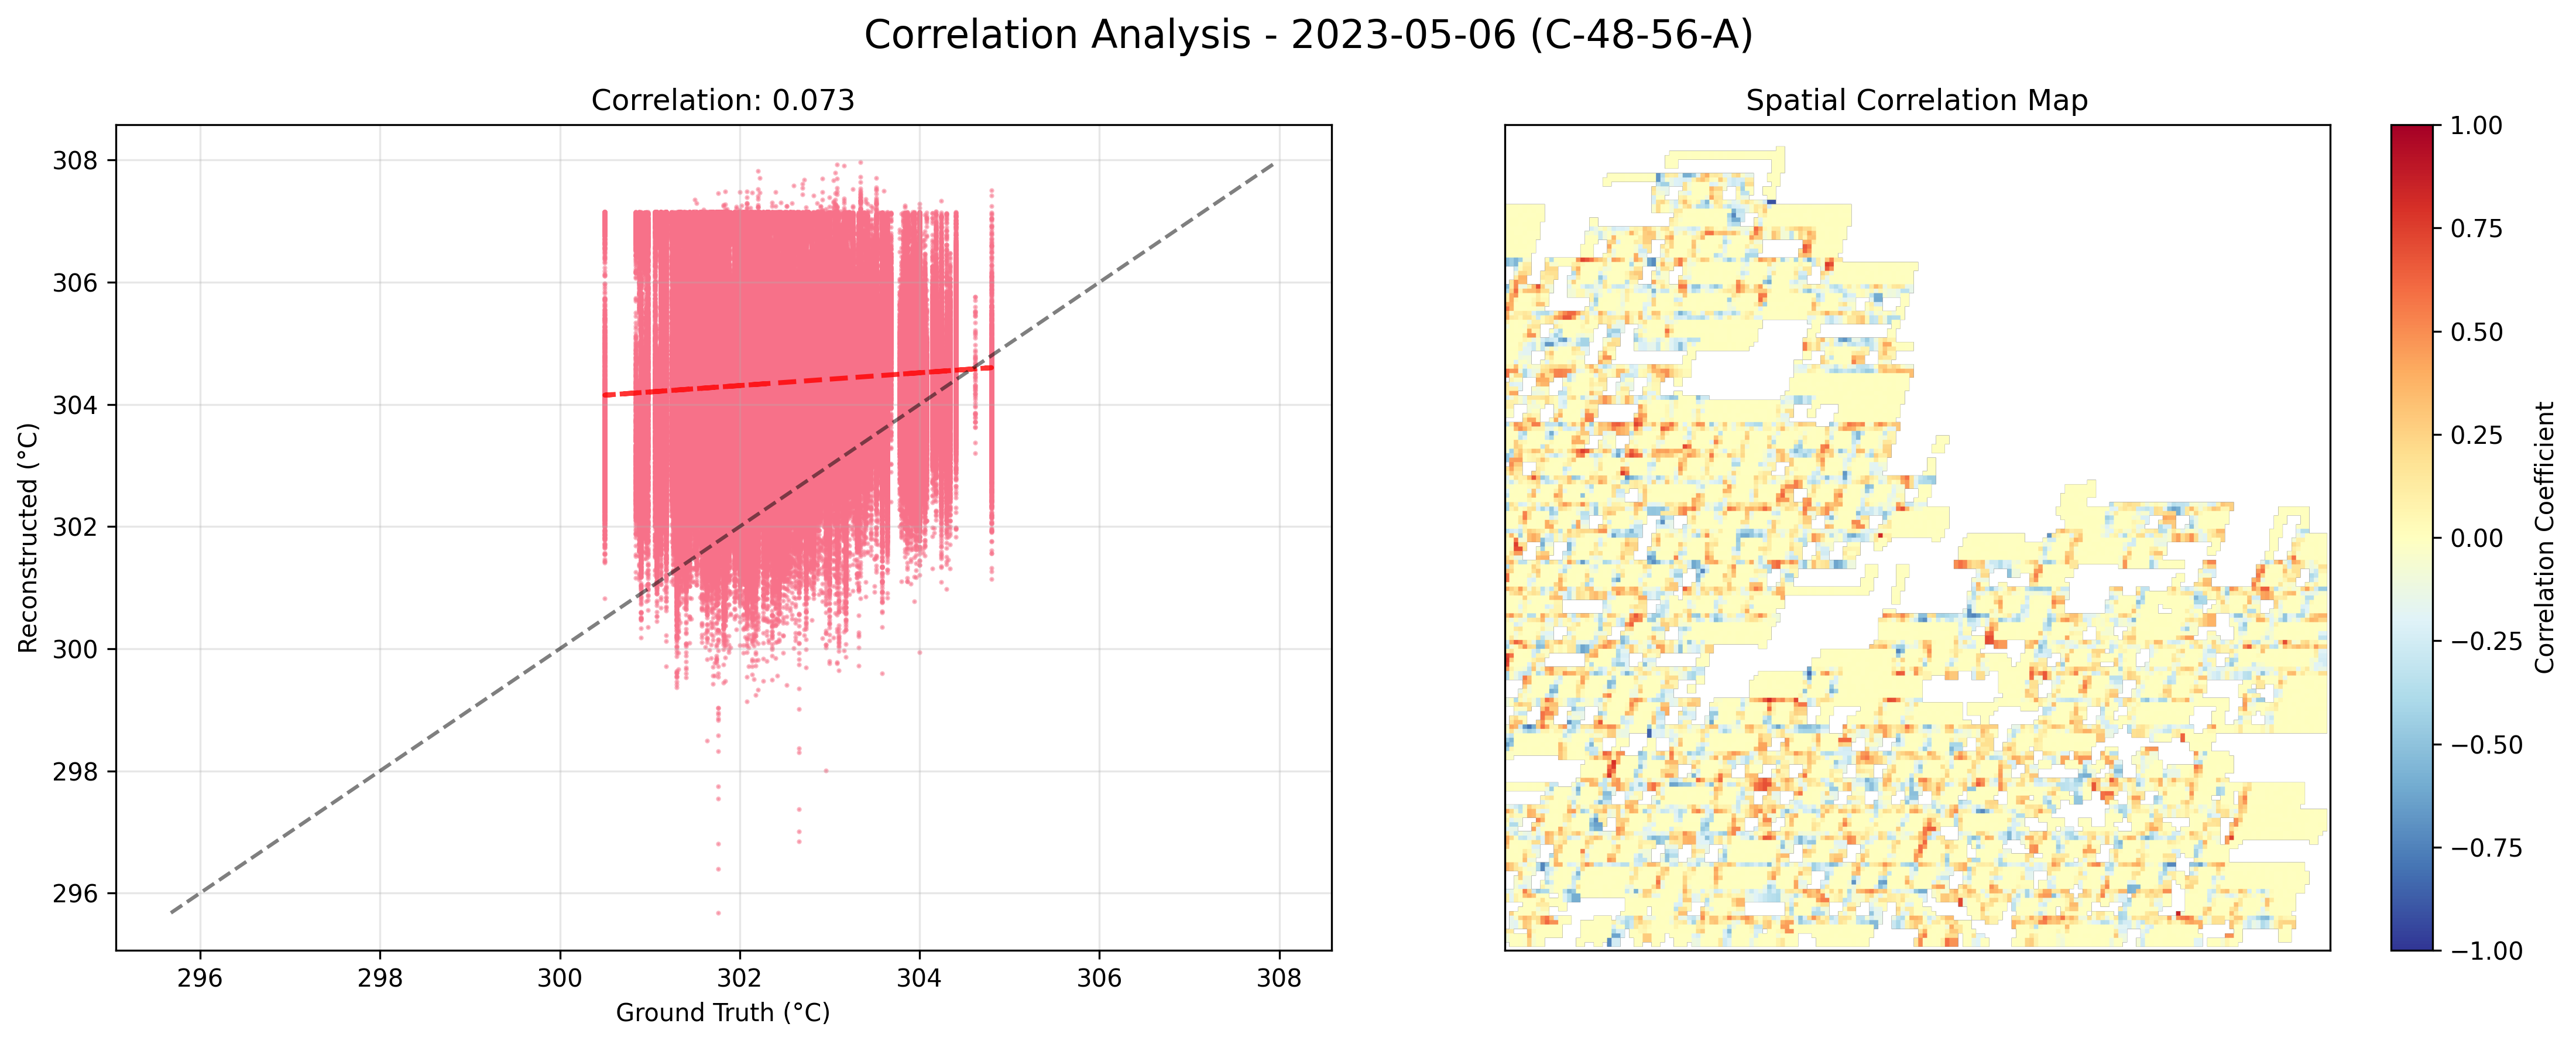 Correlation Analysis - 2023-05-06 (C-48-56-A)
Correlation: 0.073
308
306
304
302
300
298
296
Reconstructed (°C)
296 298 300 302 304 306 308
Ground Truth (°C)
Spatial Correlation Map
1.00
0.75
0.50
0.25
0.00
−0.25
−0.50
−0.75
−1.00
Correlation Coefficient